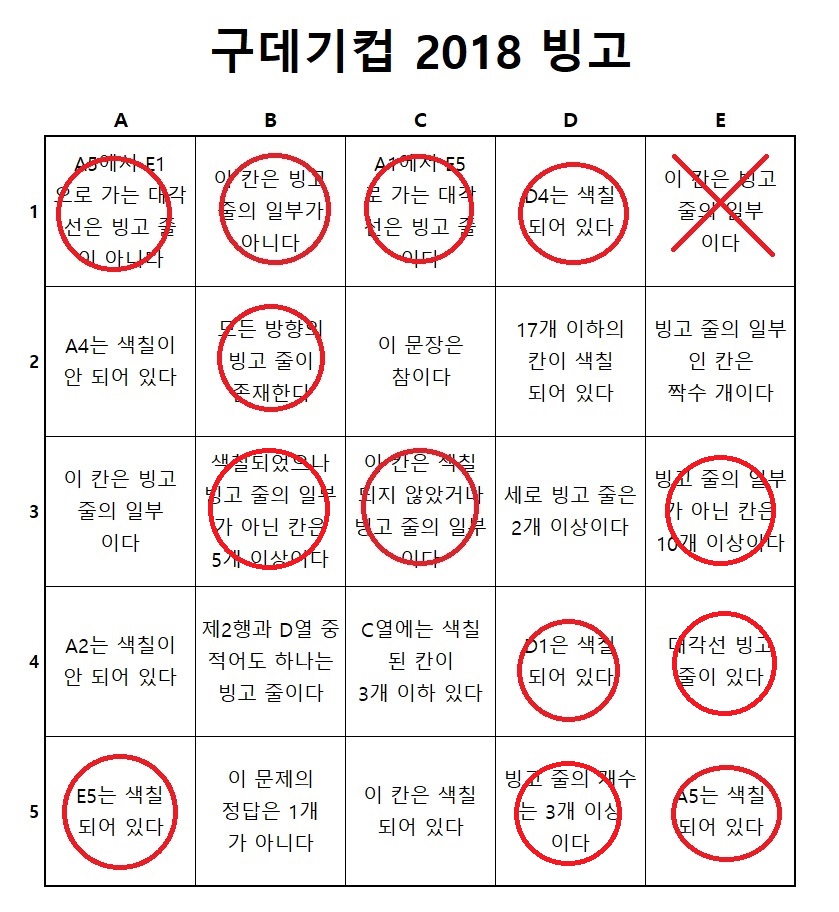 구데기컵 2018 빙고
A B C D E
1
A5에서 E1
으로 가는 대각
선은 빙고 줄
이 아니다
이 칸은 빙고
줄의 일부가
아니다
A1에서 E5
로 가는 대각
선은 빙고 줄
이다
D4는 색칠
되어 있다
이 칸은 빙고
줄의 일부
이다
2
A4는 색칠이
안 되어 있다
모든 방향의
빙고 줄이
존재한다
이 문장은
참이다
17개 이하의
칸이 색칠
되어 있다
빙고 줄의 일부
인 칸은
짝수 개이다
3
이 칸은 빙고
줄의 일부
이다
색칠되었으나
빙고 줄의 일부
가 아닌 칸은
5개 이상이다
이 칸은 색칠
되지 않았거나
빙고 줄의 일부
이다
세로 빙고 줄은
2개 이상이다
빙고 줄의 일부
가 아닌 칸은
10개 이상이다
4
A2는 색칠이
안 되어 있다
제2행과 D열 중
적어도 하나는
빙고 줄이다
C열에는 색칠
된 칸이
3개 이하 있다
D1은 색칠
되어 있다
대각선 빙고
줄이 있다
5
E5는 색칠
되어 있다
이 문제의
정답은 1개
가 아니다
이 칸은 색칠
되어 있다
빙고 줄의 개수
는 3개 이상
이다
A5는 색칠
되어 있다